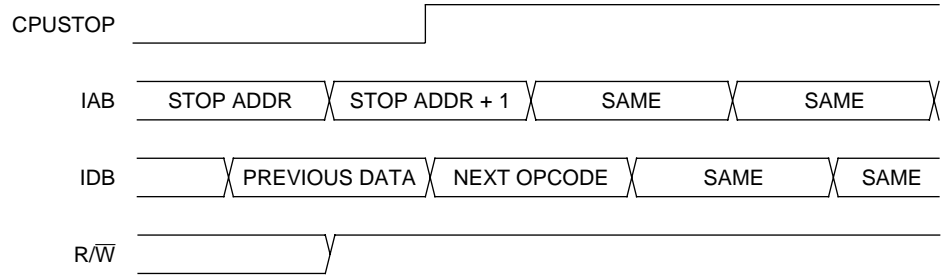 CPUSTOP
IAB STOP ADDR STOP ADDR + 1 SAME SAME
IDB PREVIOUS DATA NEXT OPCODE SAME SAME
R/W̅